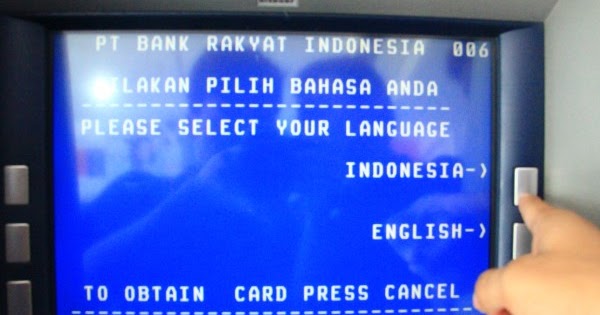 PT BANK RAKYAT INDONESIA 006
SILAKAN PILIH BAHASA ANDA
PLEASE SELECT YOUR LANGUAGE
INDONESIA->
ENGLISH->
TO OBTAIN CARD PRESS CANCEL